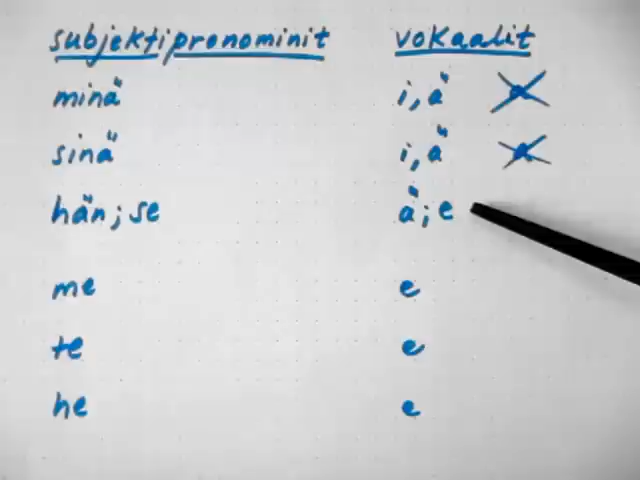 subjektipronominit vokaalit
minä i, ä a
sinä i, ä a
hän; se ä; e
me e
te e
he e